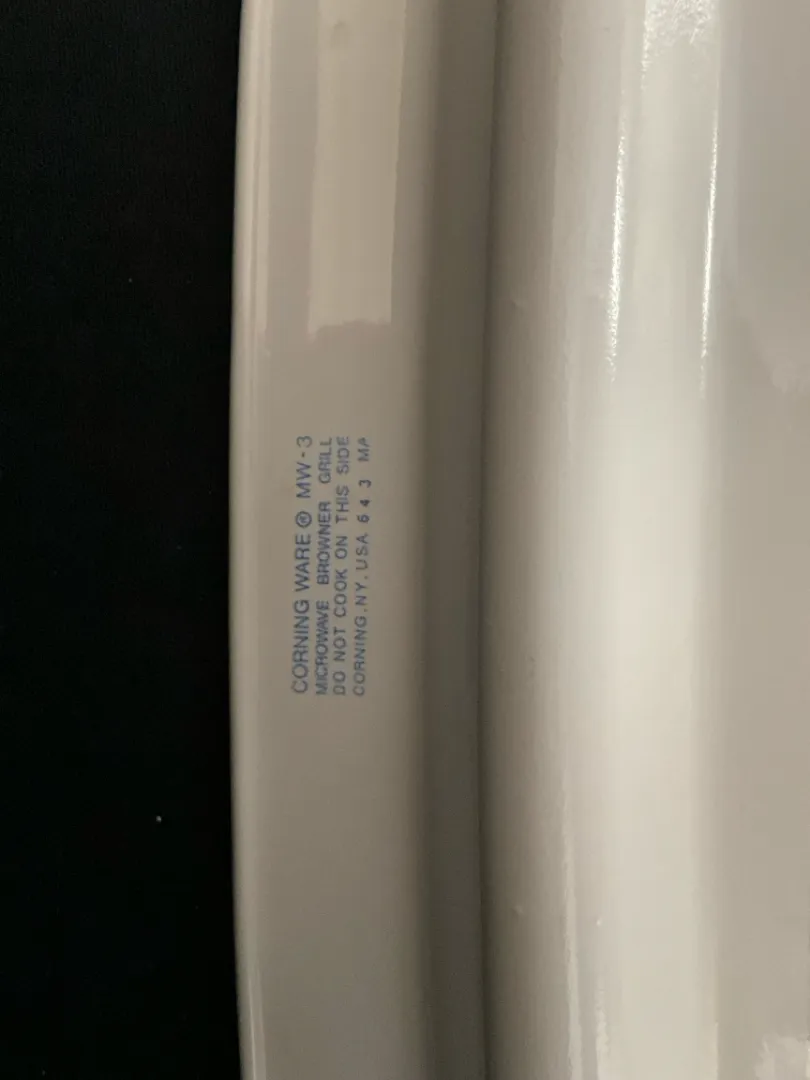 CORNING WARE ® MW-3
MICROWAVE BROWNER GRILL
DO NOT COOK ON THIS SIDE
CORNING.NY.USA 6 4 3 MA